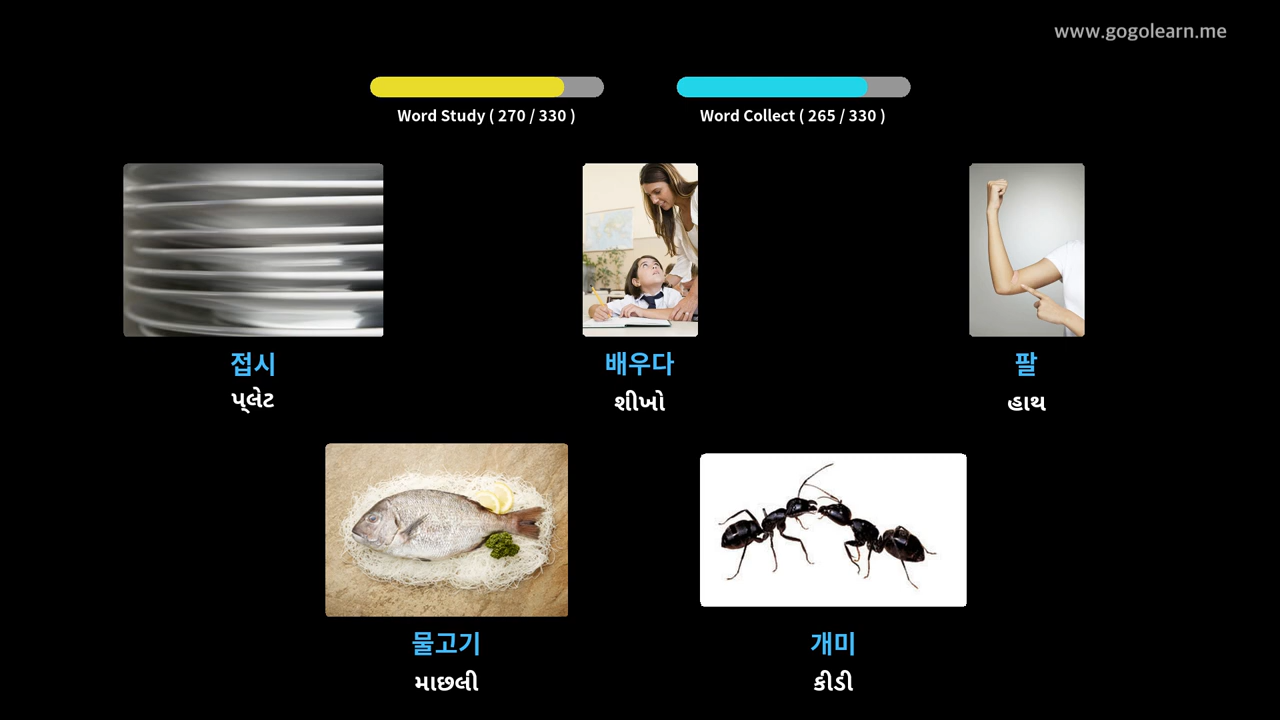 www.gogolearn.me
Word Study ( 270 / 330 )
Word Collect ( 265 / 330 )
접시
પ્લેટ
배우다
શીખો
팔
હાથ
물고기
માછલી
개미
કીડી